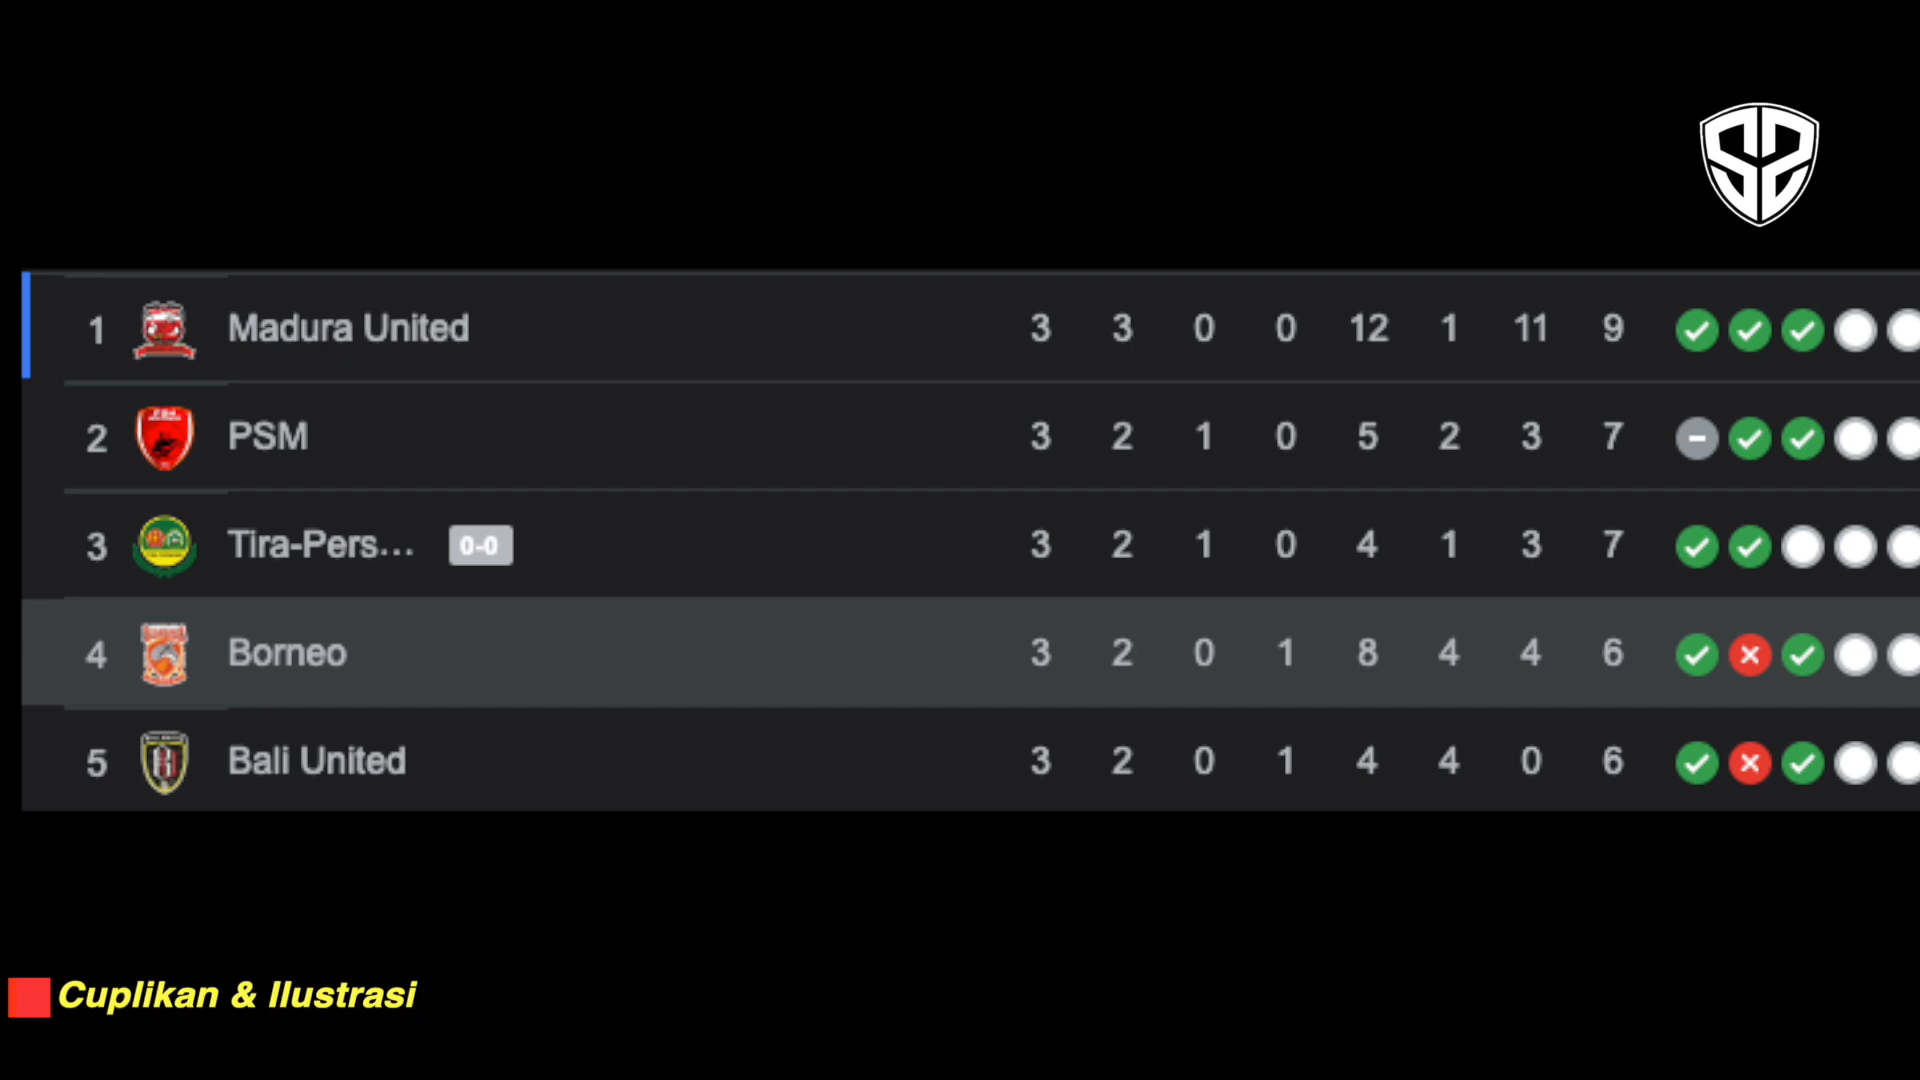 1 Madura United 3 3 0 0 12 1 11 9
2 PSM 3 2 1 0 5 2 3 7
3 Tira-Pers... 0-0 3 2 1 0 4 1 3 7
4 Borneo 3 2 0 1 8 4 4 6
5 Bali United 3 2 0 1 4 4 0 6
Cuplikan & Ilustrasi